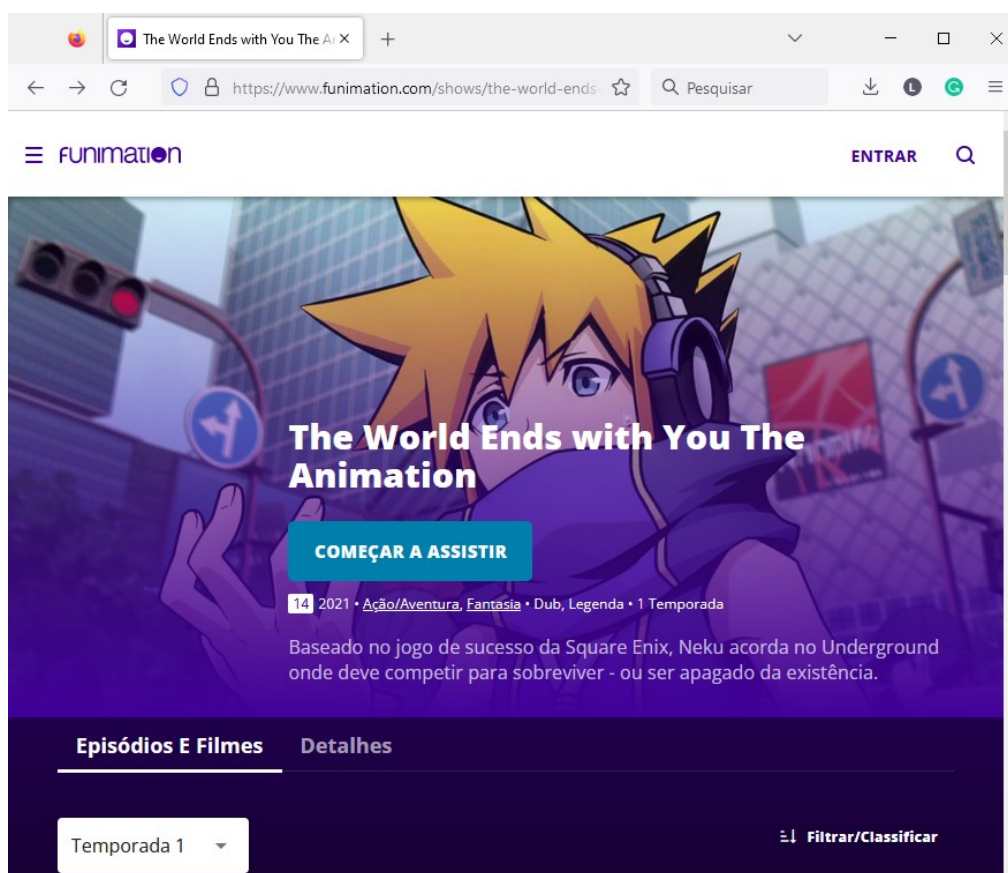 The World Ends with You The An
https://www.funimation.com/shows/the-world-ends-
Pesquisar
L
G
FUNIMATION
ENTRAR
The World Ends with You The
Animation
COMEÇAR A ASSISTIR
14 2021 • Ação/Aventura, Fantasia • Dub, Legenda • 1 Temporada
Baseado no jogo de sucesso da Square Enix, Neku acorda no Underground
onde deve competir para sobreviver - ou ser apagado da existência.
Episódios E Filmes Detalhes
Temporada 1
Filtrar/Classificar